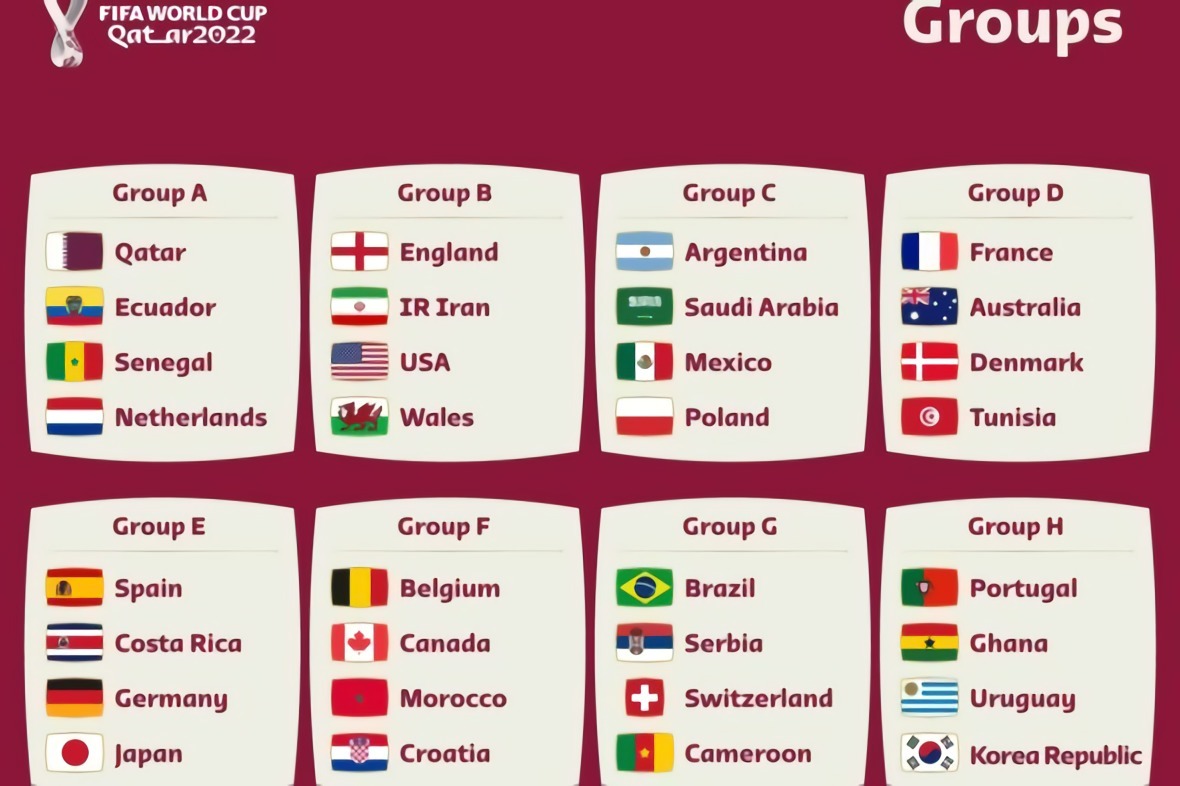 FIFA WORLD CUP
Qatar2022
Groups
Group A
Qatar
Ecuador
Senegal
Netherlands
Group B
England
IR Iran
USA
Wales
Group C
Argentina
Saudi Arabia
Mexico
Poland
Group D
France
Australia
Denmark
Tunisia
Group E
Spain
Costa Rica
Germany
Japan
Group F
Belgium
Canada
Morocco
Croatia
Group G
Brazil
Serbia
Switzerland
Cameroon
Group H
Portugal
Ghana
Uruguay
Korea Republic